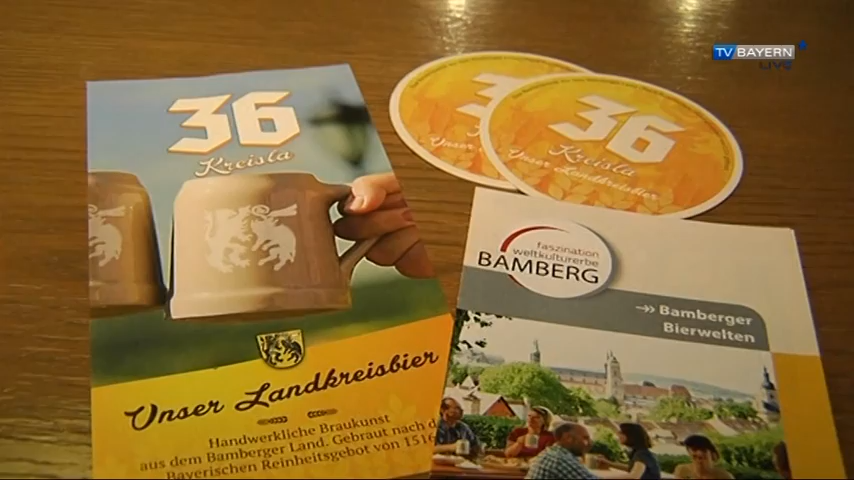 TV BAYERN
LIVE
36
Kreisla
Unser Landkreisbier
Handwerkliche Braukunst
aus dem Bamberger Land. Gebraut nach d
Bayerischen Reinheitsgebot von 1516
3
36
Kreisla
Unser Landkreisbier
faszination
weltkulturerbe
BAMBERG
Bamberger
Bierwelten